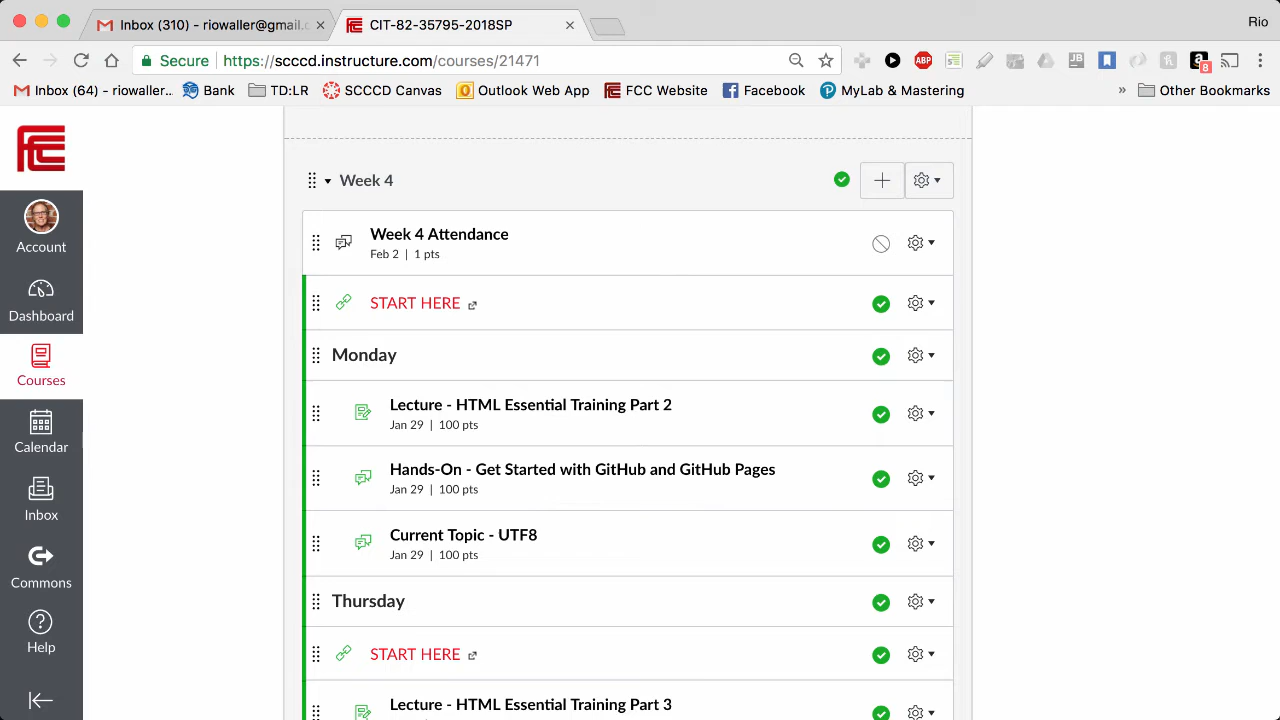 Inbox (310) - riowaller@gmail.c
CIT-82-35795-2018SP
Rio
Secure
https://scccd.instructure.com/courses/21471
ABP
JB
8
Inbox (64) - riowaller...
Bank
TD:LR
SCCCD Canvas
Outlook Web App
FCC Website
Facebook
MyLab & Mastering
»
Other Bookmarks
FCC
Account
Dashboard
Courses
Calendar
Inbox
Commons
Help
Week 4
Week 4 Attendance
Feb 2 | 1 pts
START HERE
Monday
Lecture - HTML Essential Training Part 2
Jan 29 | 100 pts
Hands-On - Get Started with GitHub and GitHub Pages
Jan 29 | 100 pts
Current Topic - UTF8
Jan 29 | 100 pts
Thursday
START HERE
Lecture - HTML Essential Training Part 3